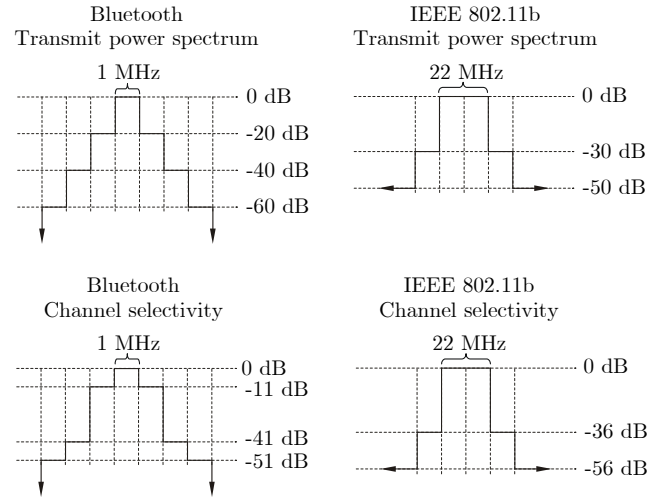 Bluetooth
Transmit power spectrum
1 MHz
0 dB
-20 dB
-40 dB
-60 dB
IEEE 802.11b
Transmit power spectrum
22 MHz
0 dB
-30 dB
-50 dB
Bluetooth
Channel selectivity
1 MHz
0 dB
-11 dB
-41 dB
-51 dB
IEEE 802.11b
Channel selectivity
22 MHz
0 dB
-36 dB
-56 dB